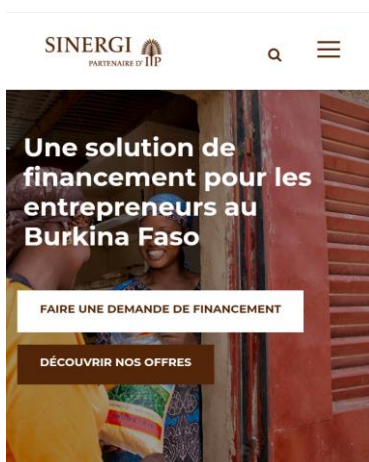 SINERGI
PARTENAIRE D' IIP
Une solution de
financement pour les
entrepreneurs au
Burkina Faso
FAIRE UNE DEMANDE DE FINANCEMENT
DÉCOUVRIR NOS OFFRES